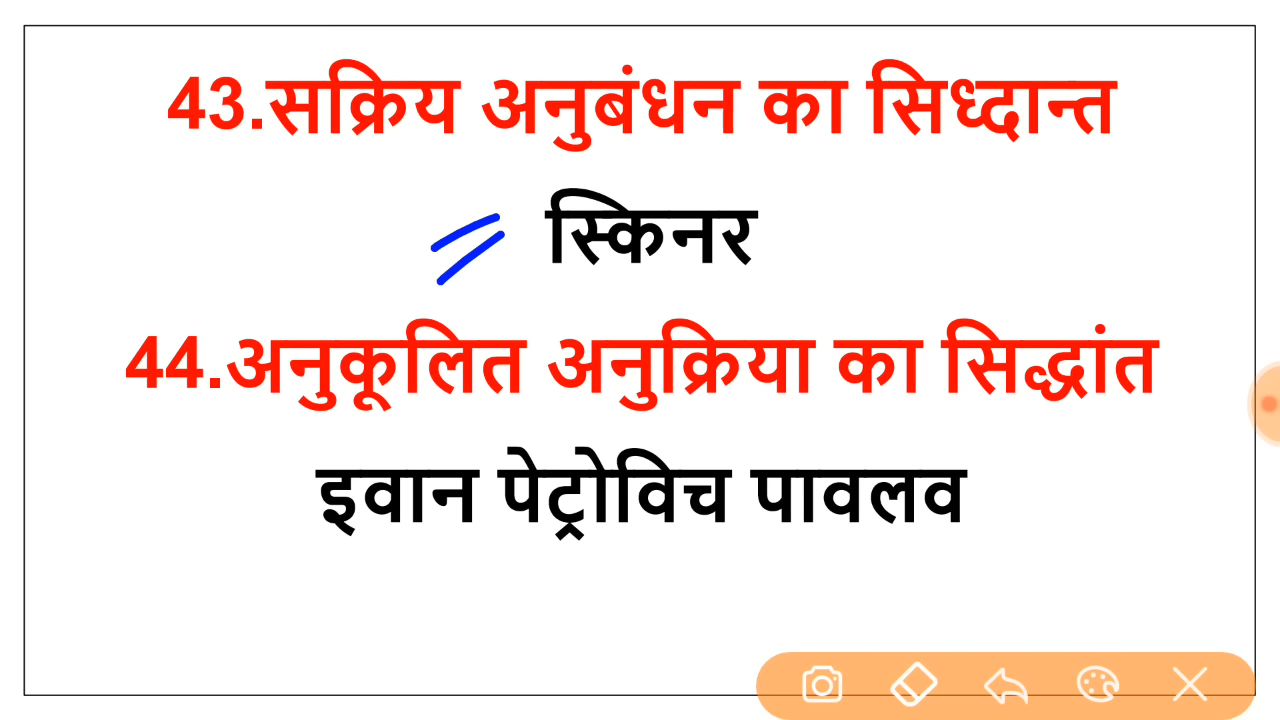 43.सक्रिय अनुबंधन का सिध्दान्त
स्किनर
44.अनुकूलित अनुक्रिया का सिद्धांत
इवान पेट्रोविच पावलव